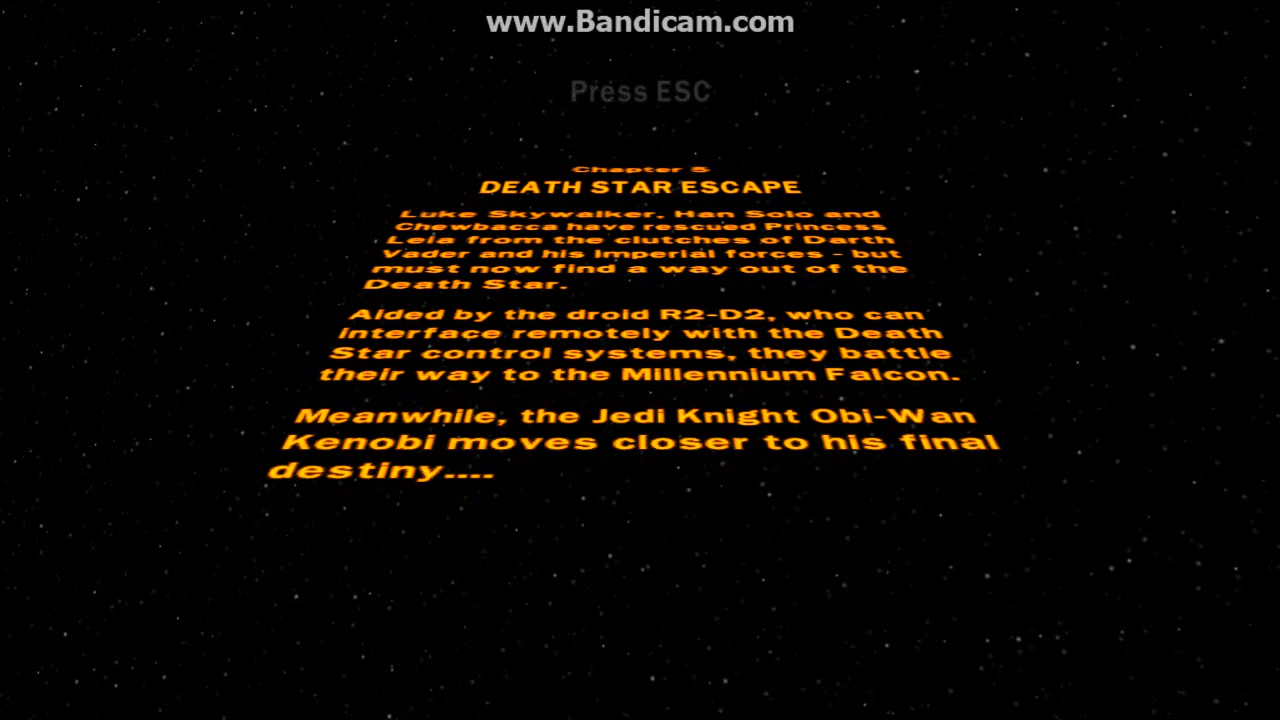 www.Bandicam.com
Press ESC
Chapter 5
DEATH STAR ESCAPE
Luke Skywalker, Han Solo and
Chewbacca have rescued Princess
Leia from the clutches of Darth
Vader and his Imperial forces - but
must now find a way out of the
Death Star.
Aided by the droid R2-D2, who can
interface remotely with the Death
Star control systems, they battle
their way to the Millennium Falcon.
Meanwhile, the Jedi Knight Obi-Wan
Kenobi moves closer to his final
destiny....